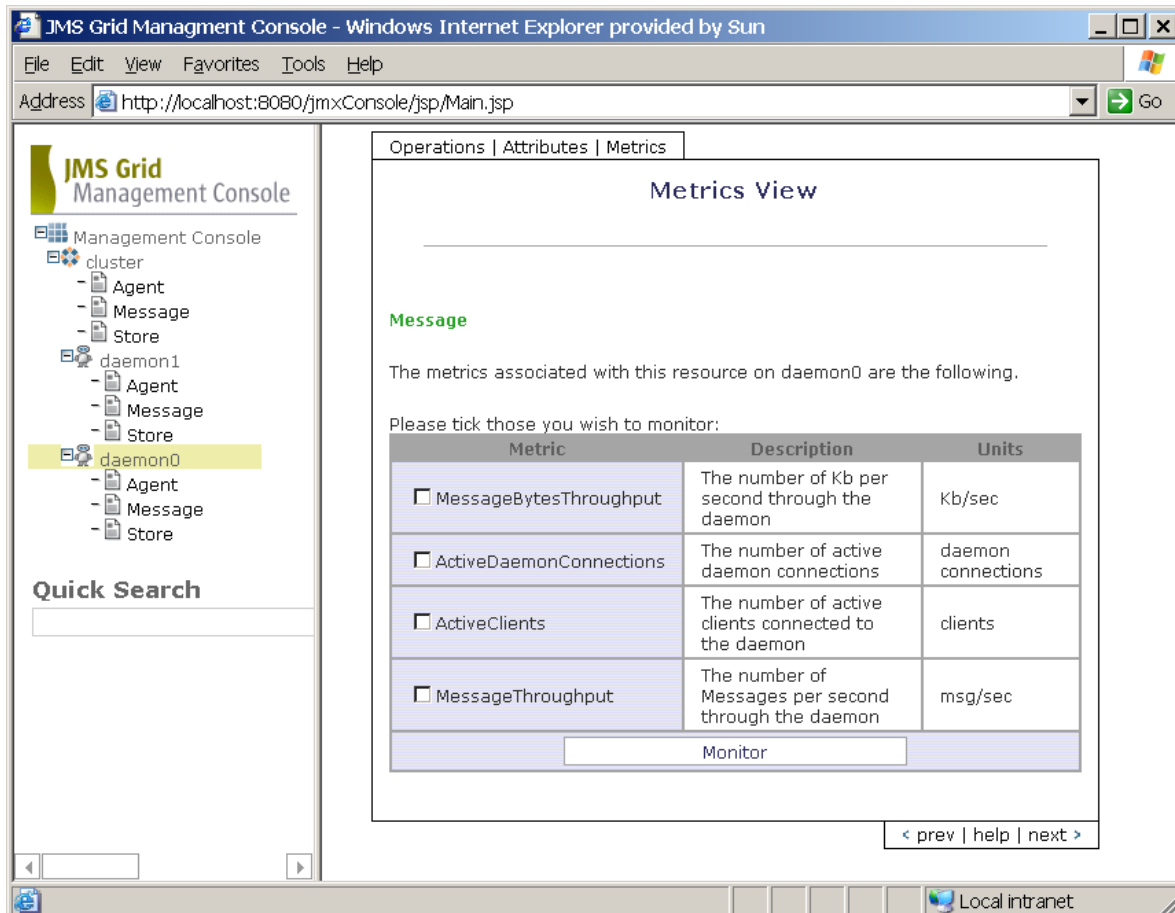 JMS Grid Managment Console - Windows Internet Explorer provided by Sun
File Edit View Favorites Tools Help
Address http://localhost:8080/jmxConsole/jsp/Main.jsp Go
JMS Grid
Management Console
Management Console
cluster
Agent
Message
Store
daemon1
Agent
Message
Store
daemon0
Agent
Message
Store
Quick Search
Operations | Attributes | Metrics
Metrics View
Message
The metrics associated with this resource on daemon0 are the following.
Please tick those you wish to monitor:
Metric Description Units
MessageBytesThroughput The number of Kb per second through the daemon Kb/sec
ActiveDaemonConnections The number of active daemon connections daemon connections
ActiveClients The number of active clients connected to the daemon clients
MessageThroughput The number of Messages per second through the daemon msg/sec
Monitor
< prev | help | next >
Local intranet